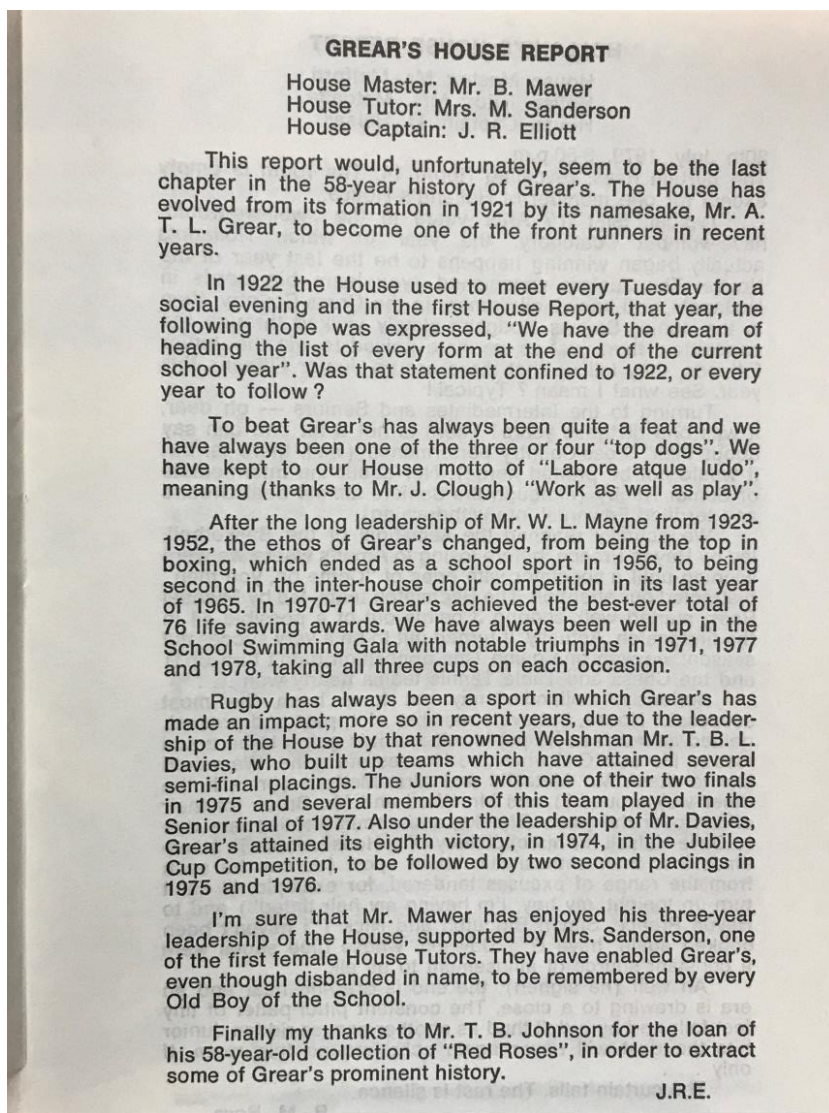 GREAR'S HOUSE REPORT
House Master: Mr. B. Mawer
House Tutor: Mrs. M. Sanderson
House Captain: J. R. Elliott
This report would, unfortunately, seem to be the last
chapter in the 58-year history of Grear's. The House has
evolved from its formation in 1921 by its namesake, Mr. A.
T. L. Grear, to become one of the front runners in recent
years.
In 1922 the House used to meet every Tuesday for a
social evening and in the first House Report, that year, the
following hope was expressed, "We have the dream of
heading the list of every form at the end of the current
school year". Was that statement confined to 1922, or every
year to follow ?
To beat Grear's has always been quite a feat and we
have always been one of the three or four "top dogs". We
have kept to our House motto of "Labore atque ludo",
meaning (thanks to Mr. J. Clough) "Work as well as play".
After the long leadership of Mr. W. L. Mayne from 1923-
1952, the ethos of Grear's changed, from being the top in
boxing, which ended as a school sport in 1956, to being
second in the inter-house choir competition in its last year
of 1965. In 1970-71 Grear's achieved the best-ever total of
76 life saving awards. We have always been well up in the
School Swimming Gala with notable triumphs in 1971, 1977
and 1978, taking all three cups on each occasion.
Rugby has always been a sport in which Grear's has
made an impact; more so in recent years, due to the leader-
ship of the House by that renowned Welshman Mr. T. B. L.
Davies, who built up teams which have attained several
semi-final placings. The Juniors won one of their two finals
in 1975 and several members of this team played in the
Senior final of 1977. Also under the leadership of Mr. Davies,
Grear's attained its eighth victory, in 1974, in the Jubilee
Cup Competition, to be followed by two second placings in
1975 and 1976.
I'm sure that Mr. Mawer has enjoyed his three-year
leadership of the House, supported by Mrs. Sanderson, one
of the first female House Tutors. They have enabled Grear's,
even though disbanded in name, to be remembered by every
Old Boy of the School.
Finally my thanks to Mr. T. B. Johnson for the loan of
his 58-year-old collection of "Red Roses", in order to extract
some of Grear's prominent history.
J.R.E.